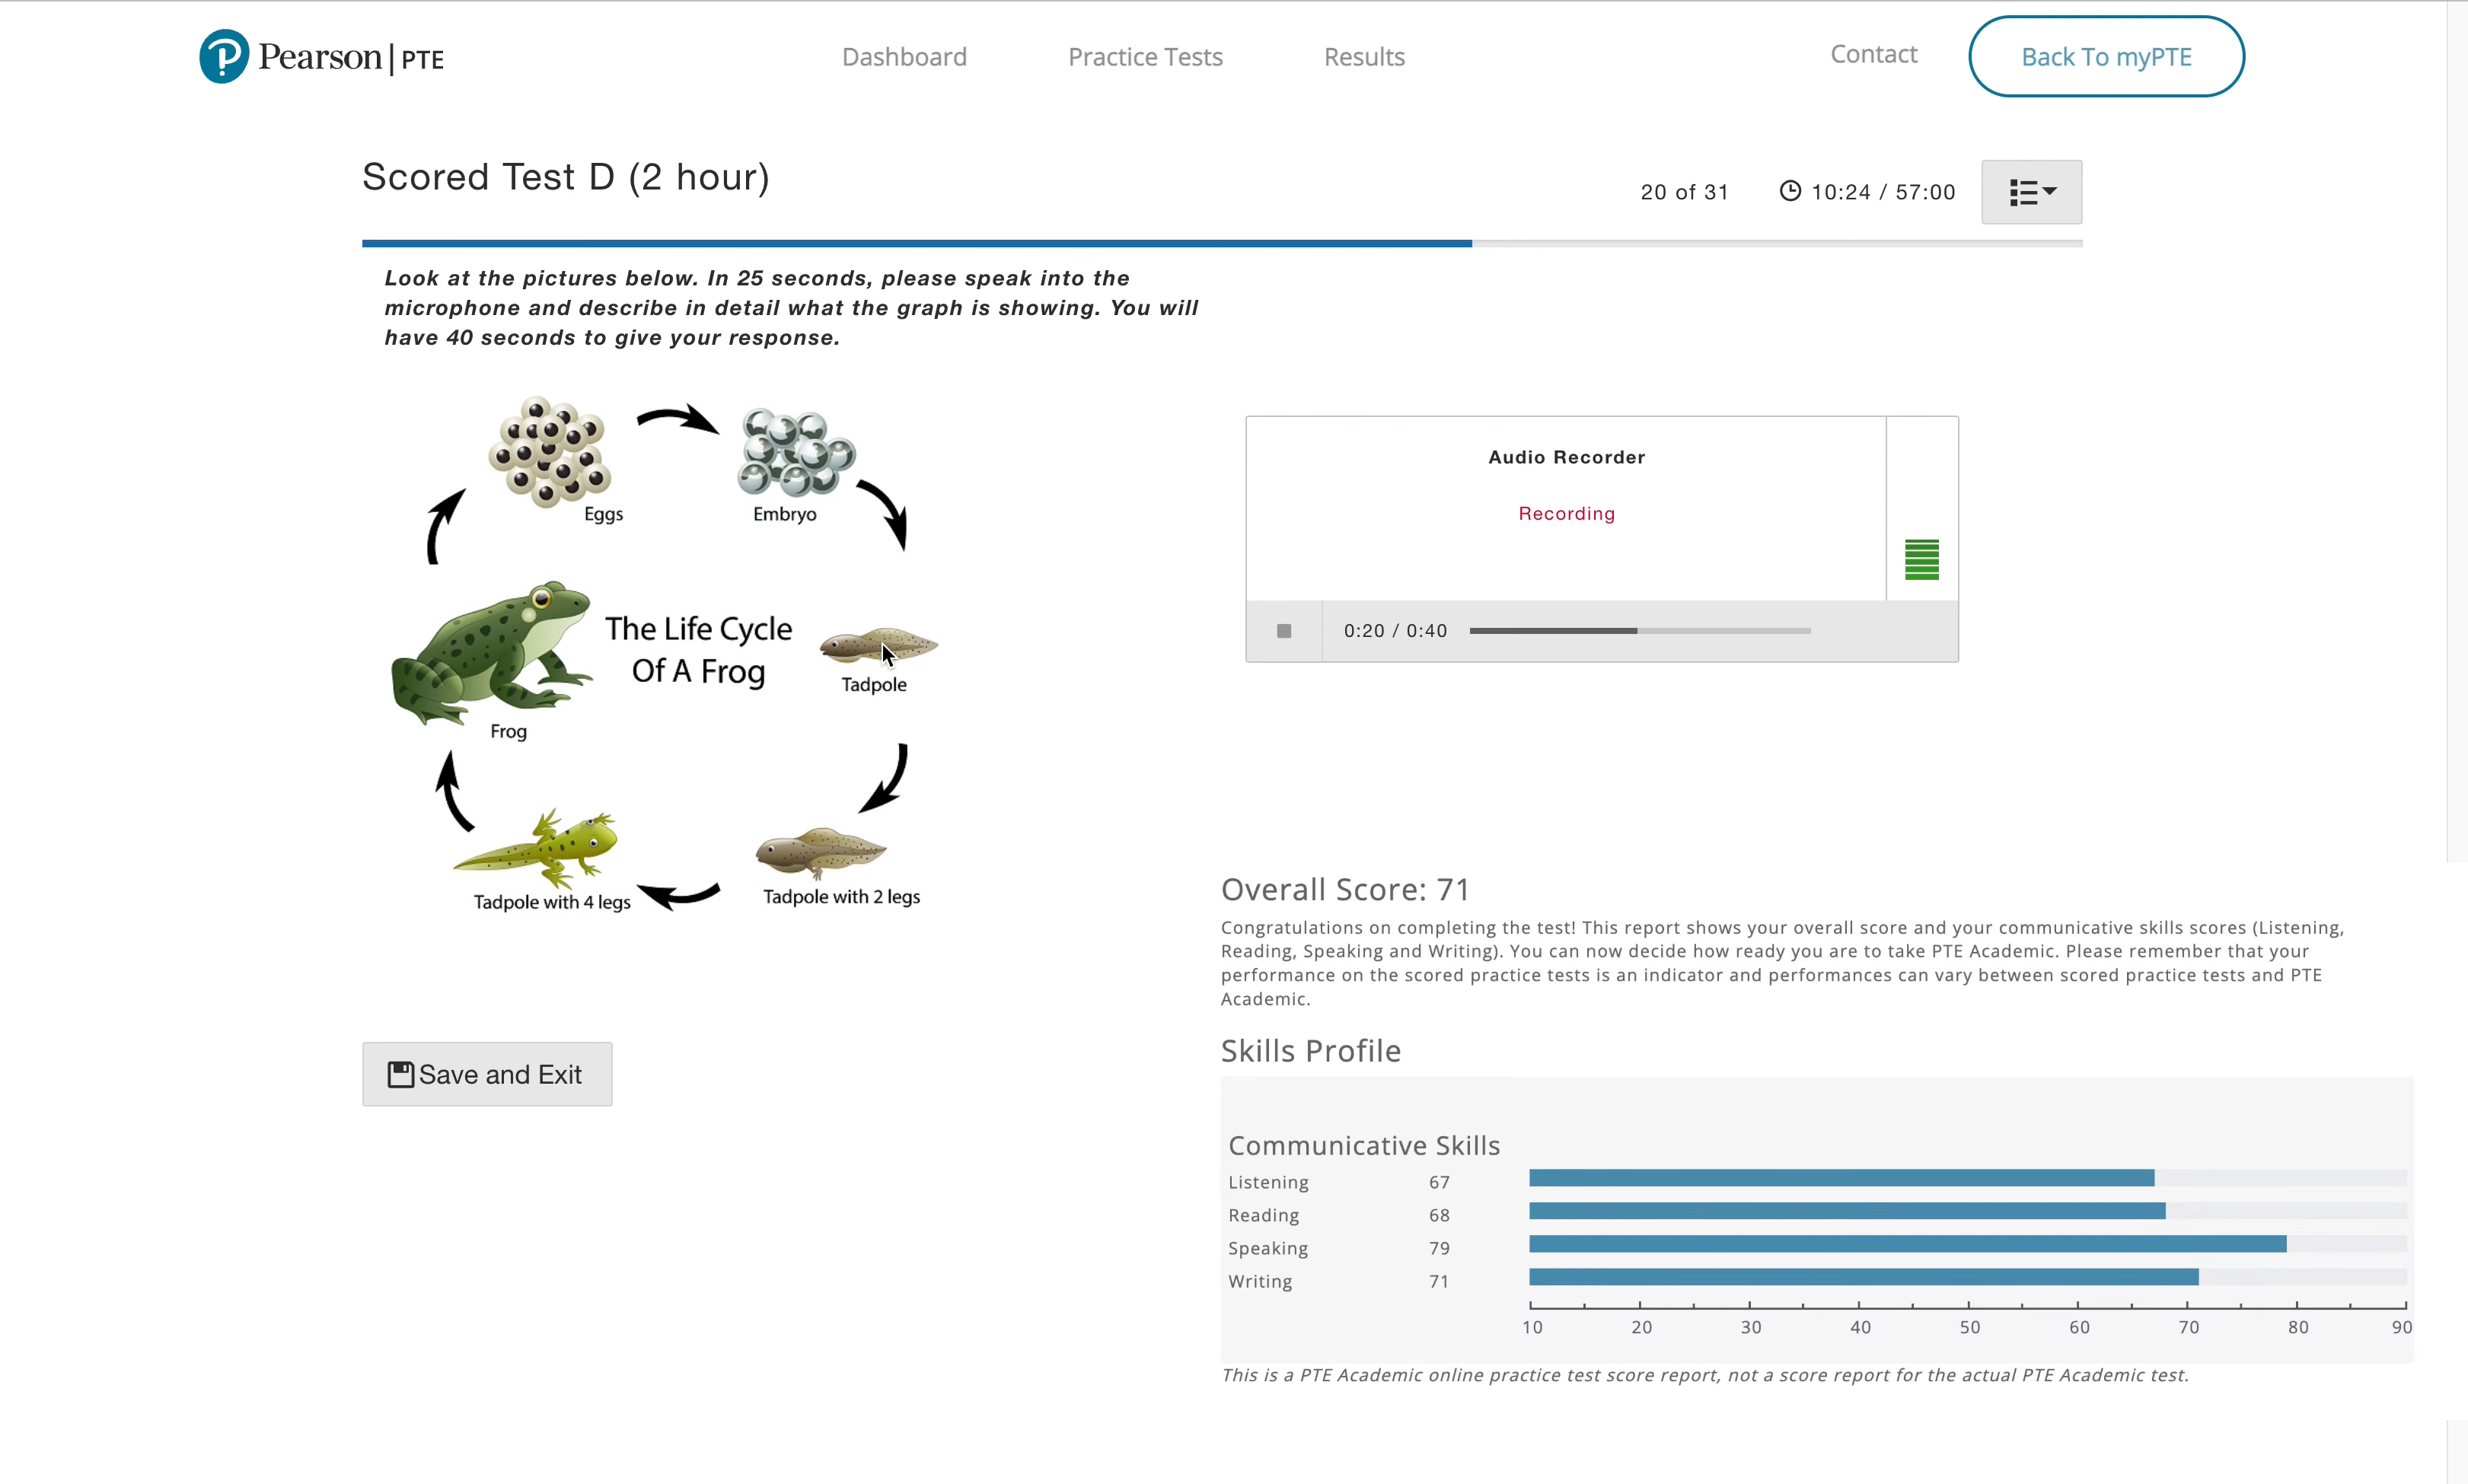 Pearson | PTE
Dashboard
Practice Tests
Results
Contact
Back To myPTE
Scored Test D (2 hour)
20 of 31
10:24 / 57:00
Look at the pictures below. In 25 seconds, please speak into the
microphone and describe in detail what the graph is showing. You will
have 40 seconds to give your response.
Eggs
Embryo
The Life Cycle
Of A Frog
Tadpole
Frog
Tadpole with 4 legs
Tadpole with 2 legs
Audio Recorder
Recording
0:20 / 0:40
Save and Exit
Overall Score: 71
Congratulations on completing the test! This report shows your overall score and your communicative skills scores (Listening,
Reading, Speaking and Writing). You can now decide how ready you are to take PTE Academic. Please remember that your
performance on the scored practice tests is an indicator and performances can vary between scored practice tests and PTE
Academic.
Skills Profile
Communicative Skills
Listening 67
Reading 68
Speaking 79
Writing 71
10 20 30 40 50 60 70 80 90
This is a PTE Academic online practice test score report, not a score report for the actual PTE Academic test.